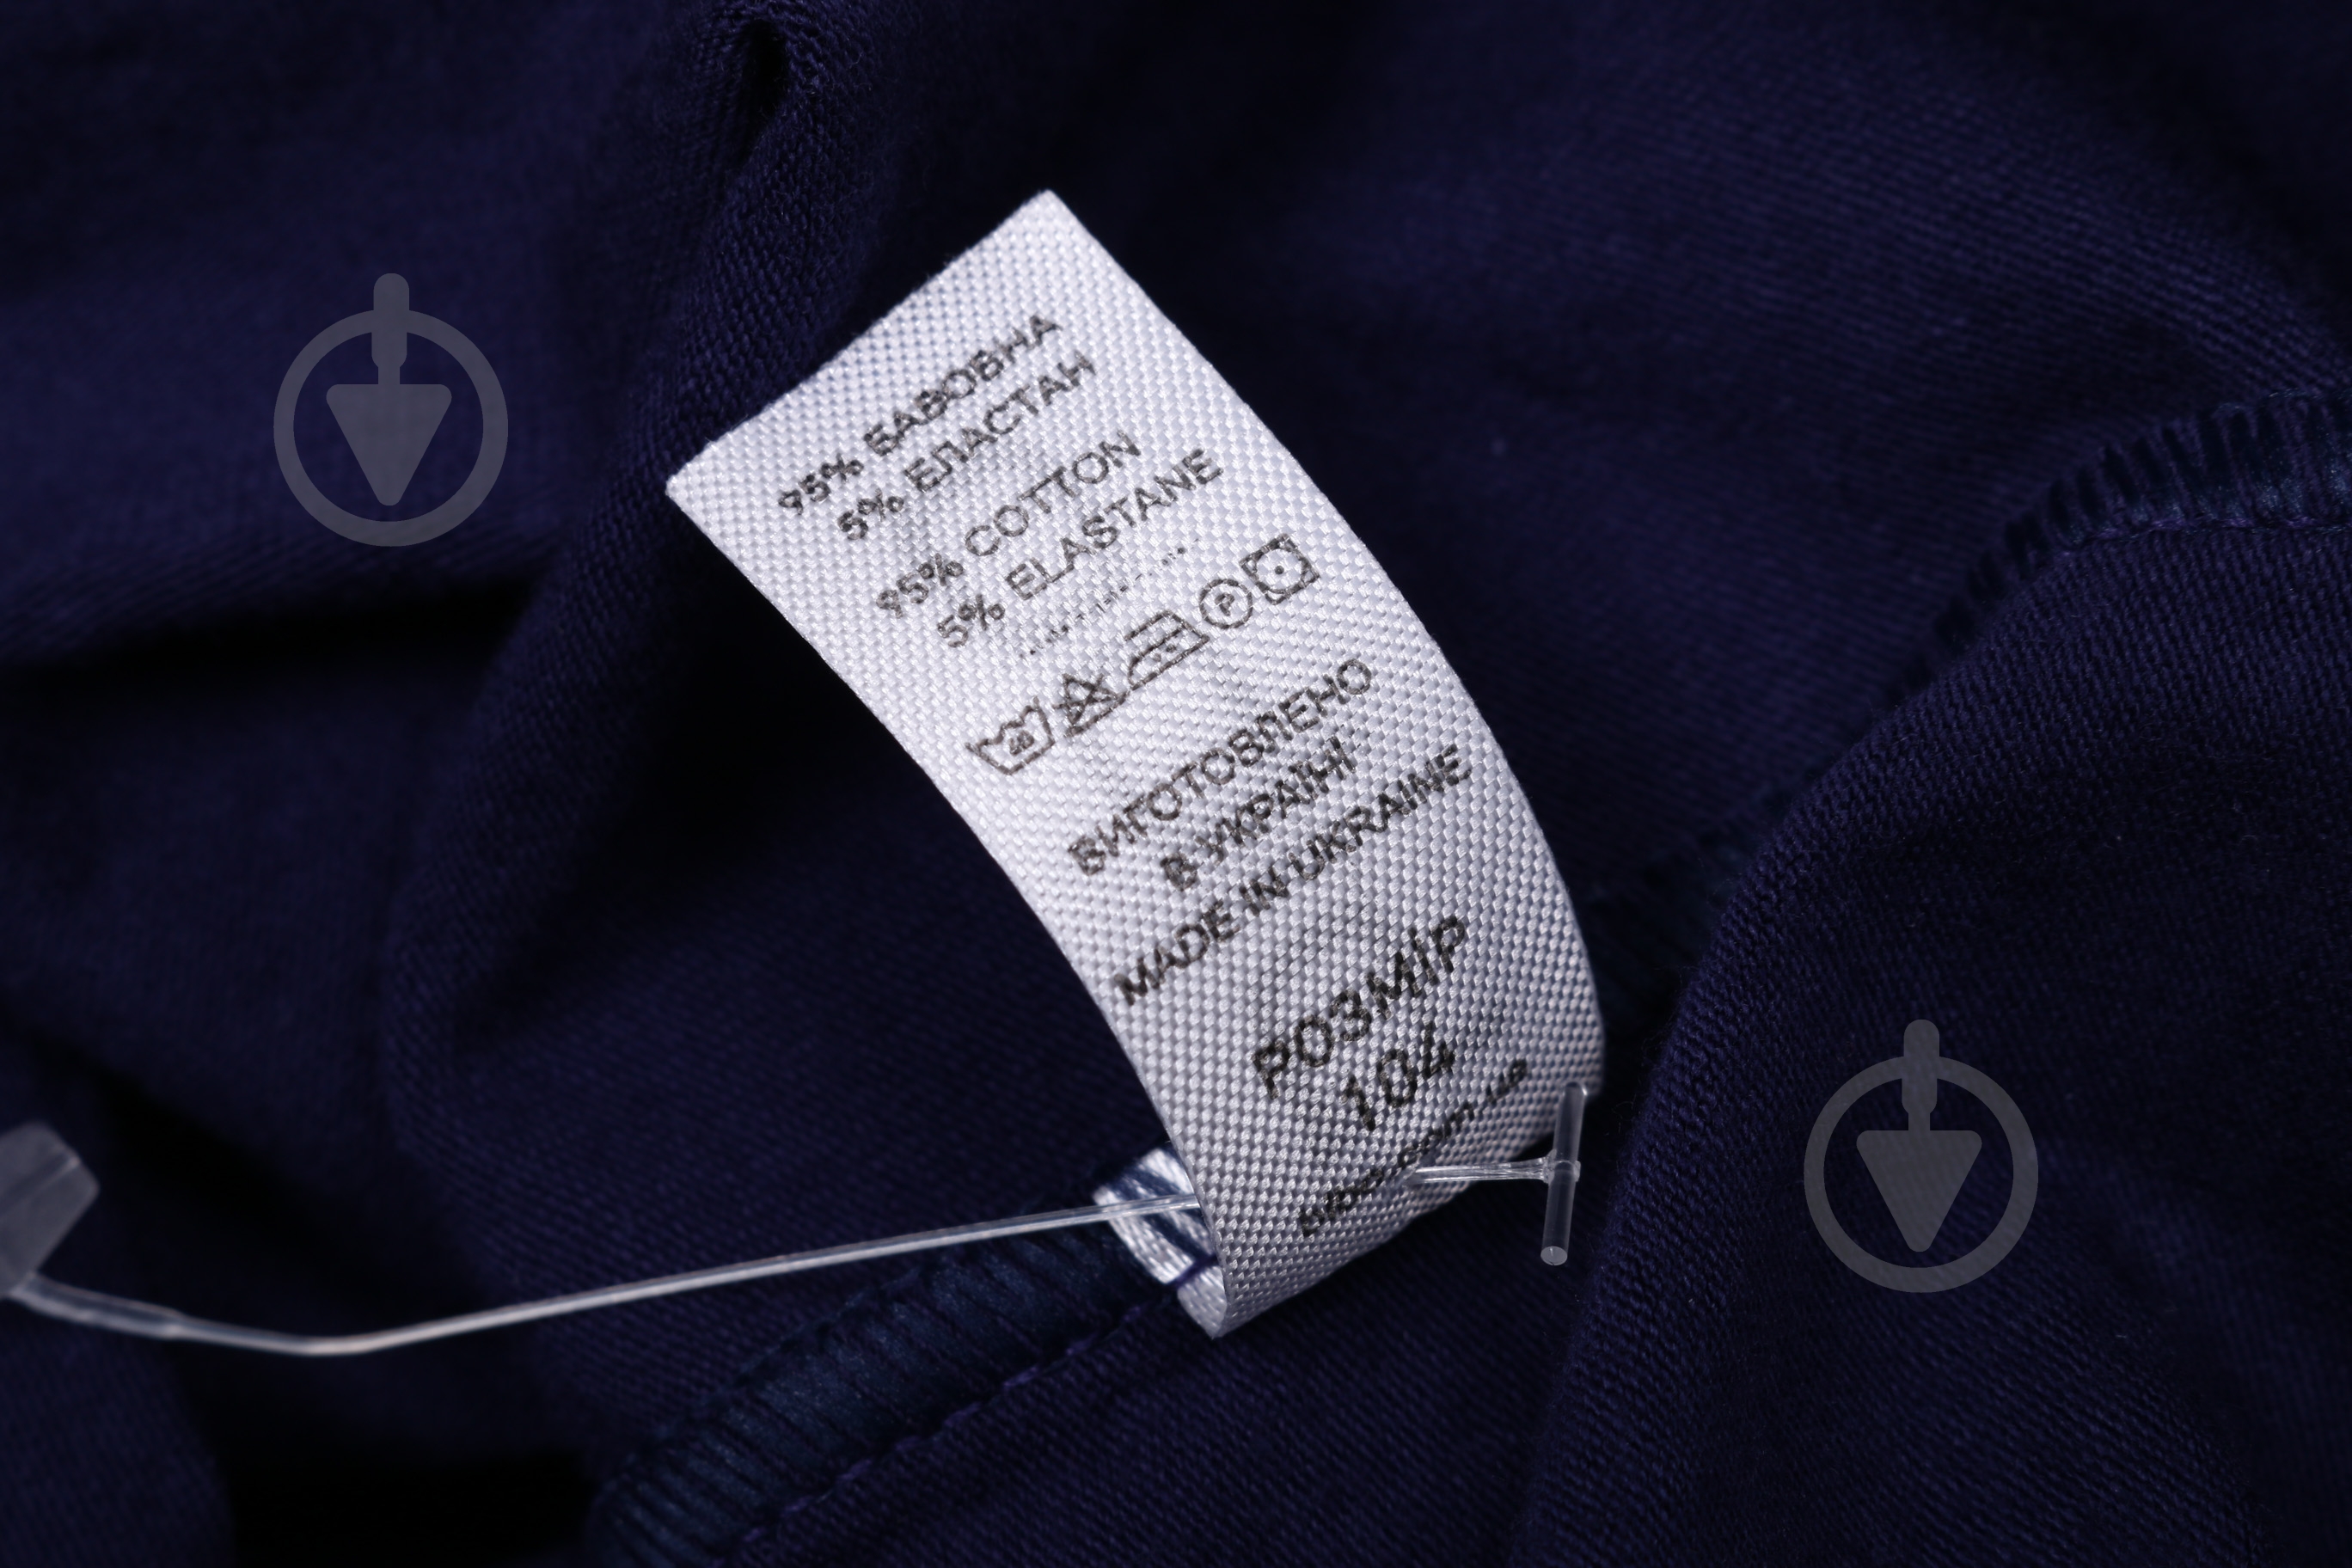 95% БАВОВНА
5% ЕЛАСТАН
95% COTTON
5% ELASTANE
ВИГОТОВЛЕНО
В УКРАЇНІ
MADE IN UKRAINE
РОЗМІР
104